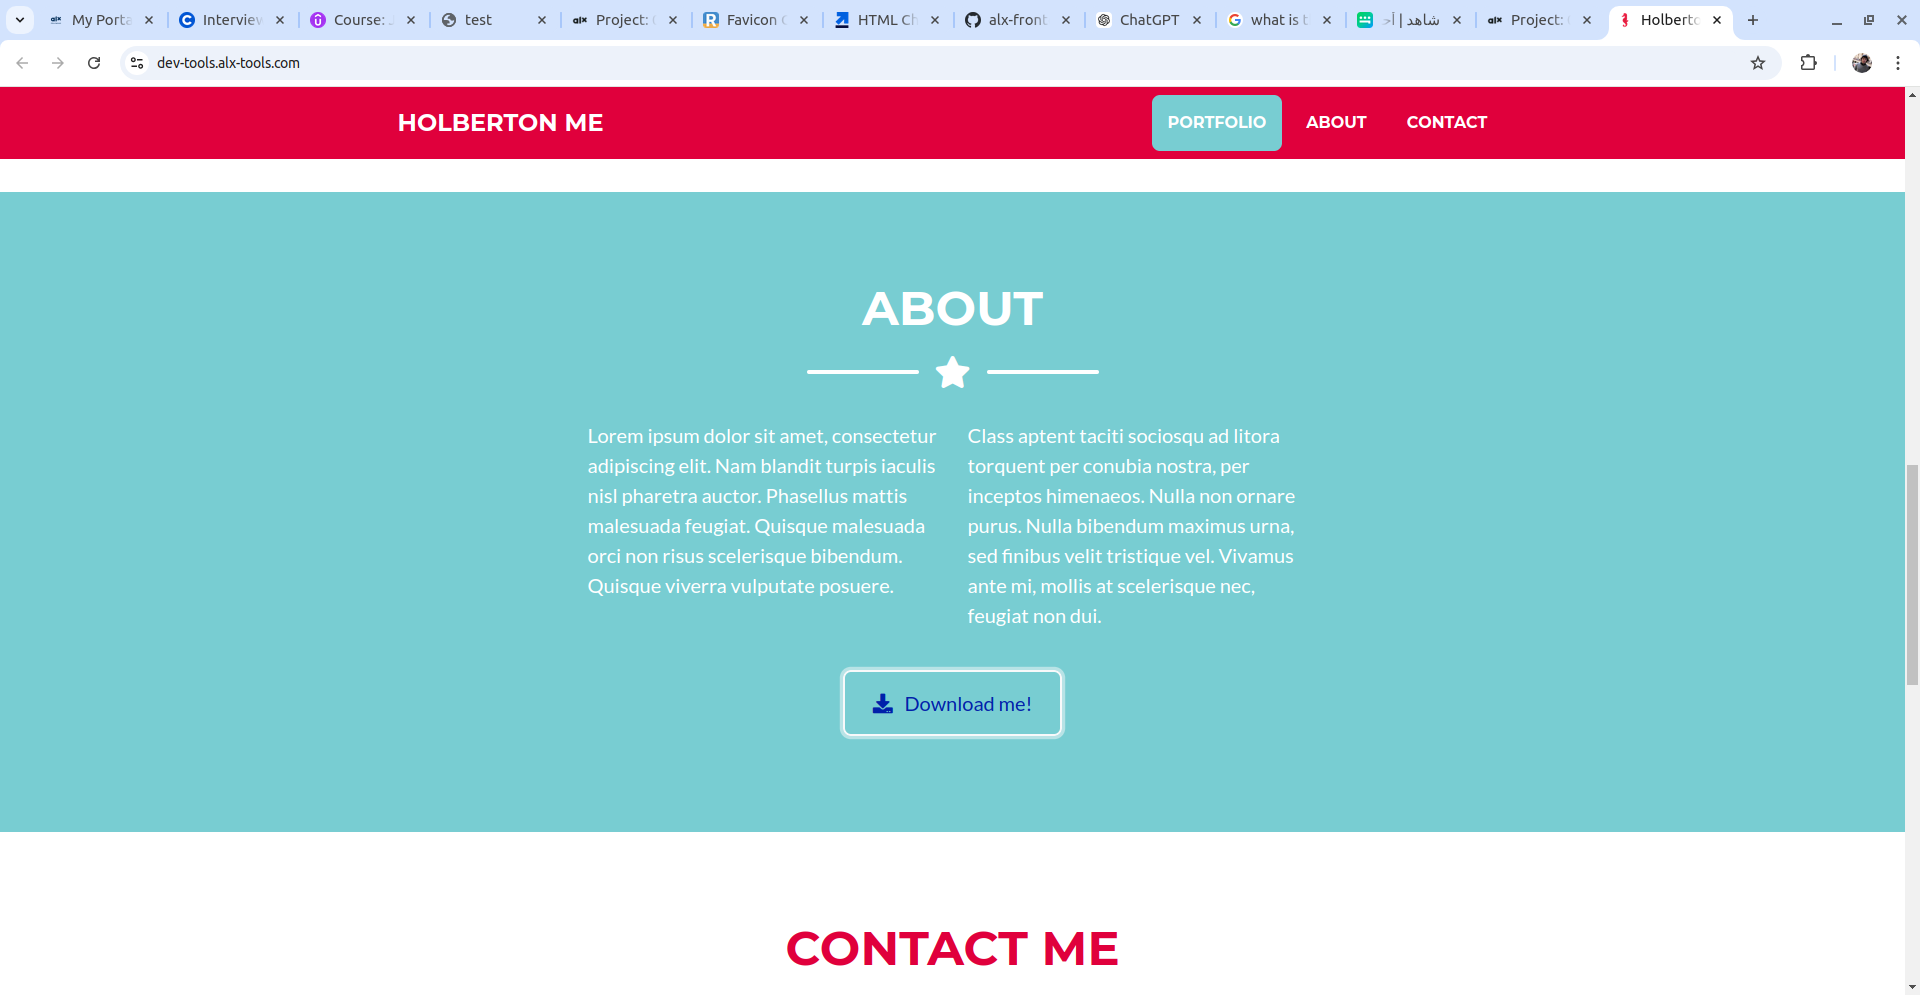 My Porta
Interview
Course:
test
Project:
Favicon
HTML Ch
alx-front
ChatGPT
what is t
شاهد | أح
Project:
Holberto
dev-tools.alx-tools.com
HOLBERTON ME
PORTFOLIO
ABOUT
CONTACT
ABOUT
Lorem ipsum dolor sit amet, consectetur
adipiscing elit. Nam blandit turpis iaculis
nisl pharetra auctor. Phasellus mattis
malesuada feugiat. Quisque malesuada
orci non risus scelerisque bibendum.
Quisque viverra vulputate posuere.
Class aptent taciti sociosqu ad litora
torquent per conubia nostra, per
inceptos himenaeos. Nulla non ornare
purus. Nulla bibendum maximus urna,
sed finibus velit tristique vel. Vivamus
ante mi, mollis at scelerisque nec,
feugiat non dui.
Download me!
CONTACT ME